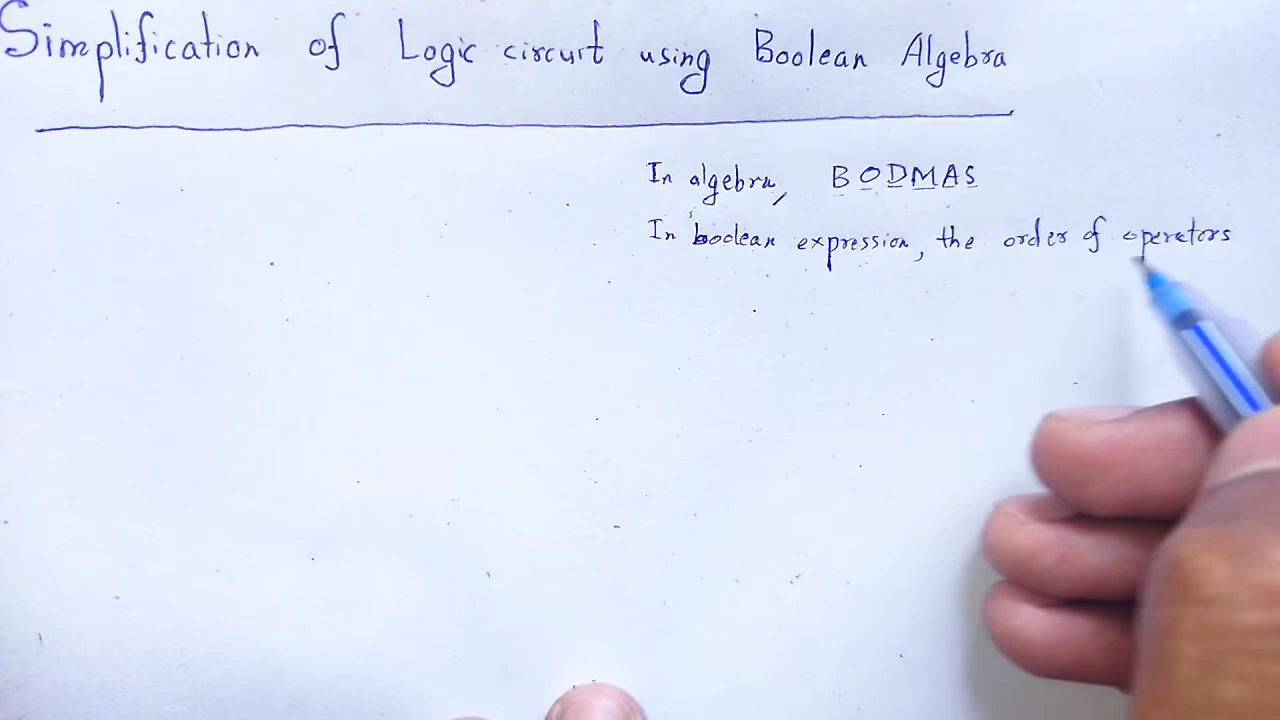 Simplification of Logic circuit using Boolean Algebra
In algebra, BODMAS
In boolean expression, the order of operators